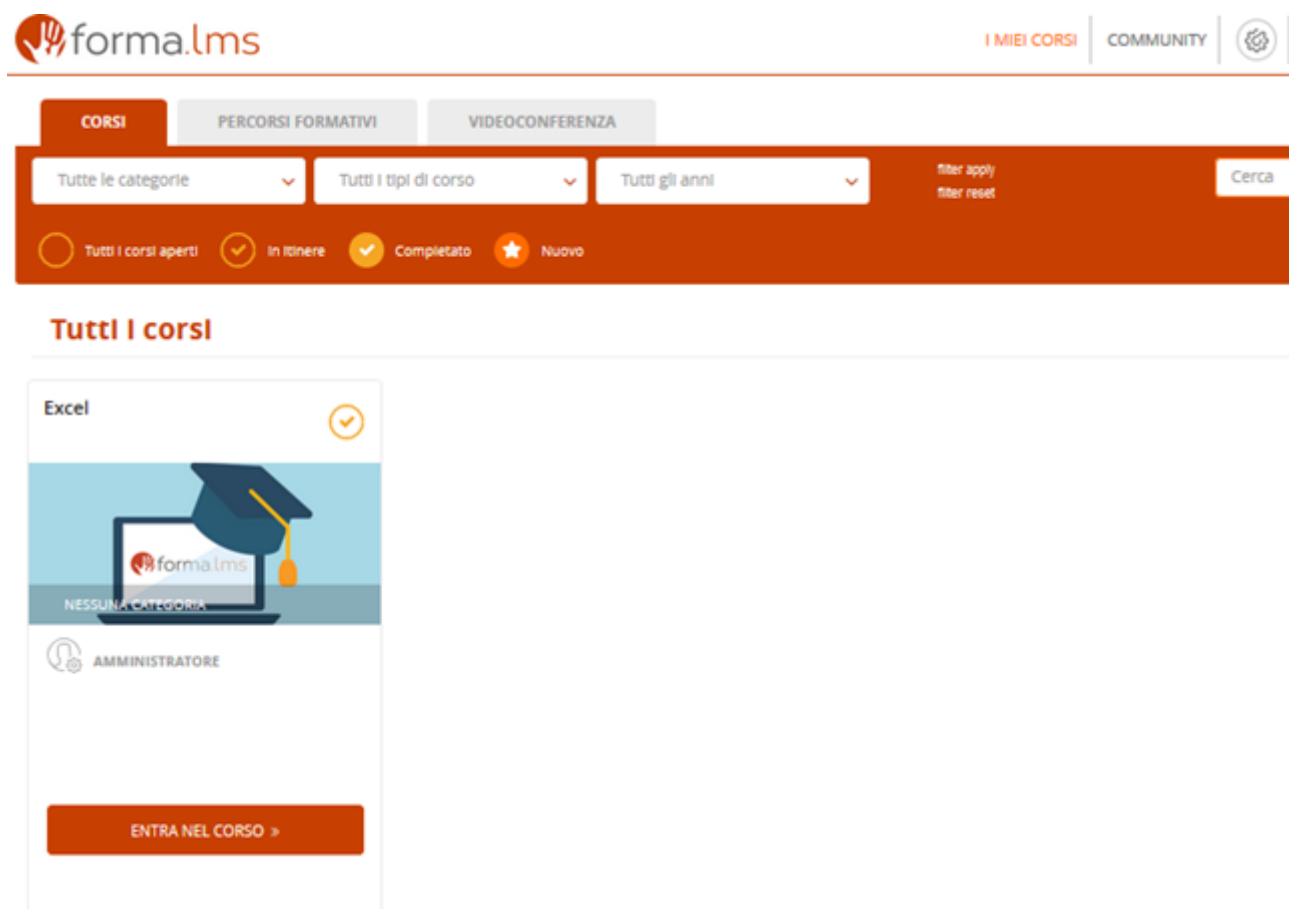 forma.lms
I MIEI CORSI COMMUNITY
CORSI PERCORSI FORMATIVI VIDEOCONFERENZA
Tutte le categorie Tutti i tipi di corso Tutti gli anni filter apply Cerca
filter reset
Tutti i corsi aperti In itinere Completato Nuovo
Tutti i corsi
Excel
forma.lms
NESSUNA CATEGORIA
AMMINISTRATORE
ENTRA NEL CORSO »